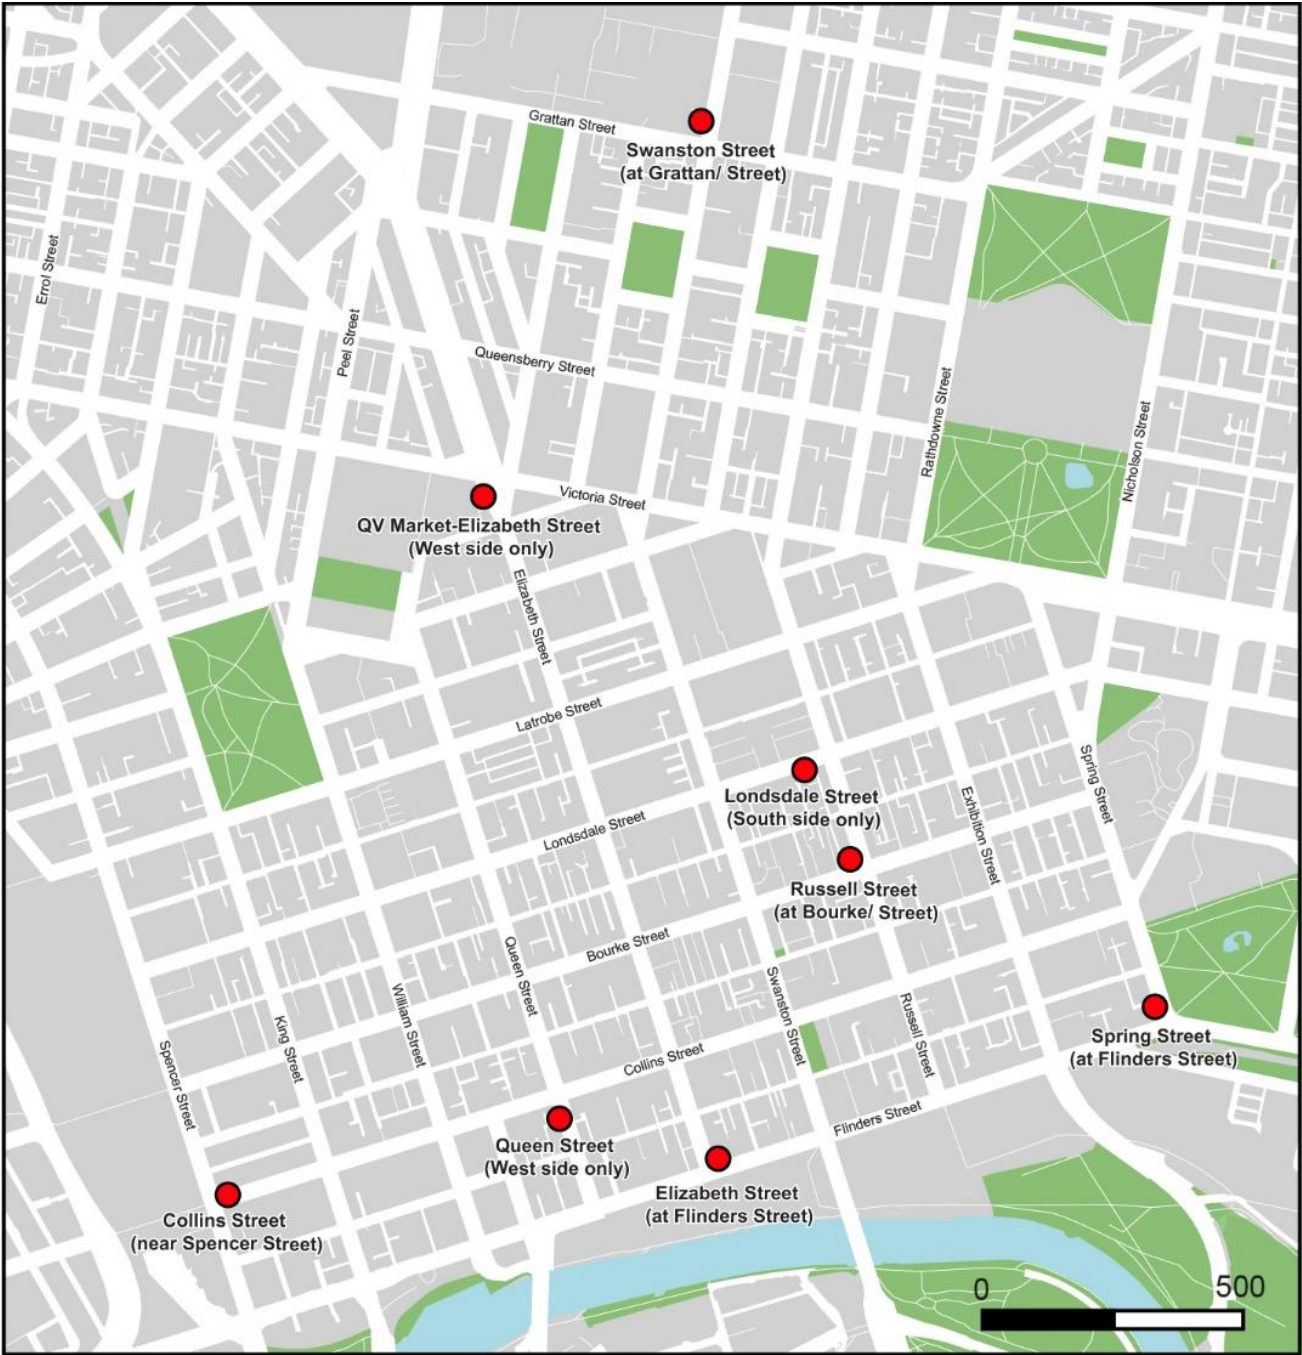 Grattan Street
Swanston Street
(at Grattan/ Street)
Errol Street
Peel Street
Queensberry Street
Rathdowne Street
Nicholson Street
Victoria Street
QV Market-Elizabeth Street
(West side only)
Elizabeth Street
Latrobe Street
Spring Street
Londsdale Street
(South side only)
Exhibition Street
Londsdale Street
Russell Street
(at Bourke/ Street)
Bourke Street
Queen Street
Swanston Street
William Street
Russell Street
King Street
Spencer Street
Collins Street
Spring Street
(at Flinders Street)
Flinders Street
Queen Street
(West side only)
Elizabeth Street
(at Flinders Street)
Collins Street
(near Spencer Street)
0 500